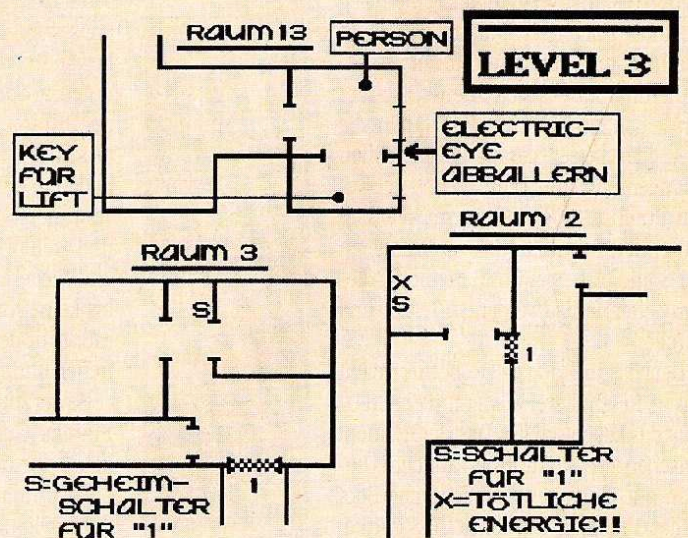 RAUM 13
PERSON
LEVEL 3
KEY
FÜR
LIFT
ELECTRIC-
EYE
ABBALLERN
RAUM 3
S
1
S=GEHEIM-
SCHALTER
FÜR "1"
RAUM 2
X
S
1
S=SCHALTER
FÜR "1"
X=TÖTLICHE
ENERGIE!!